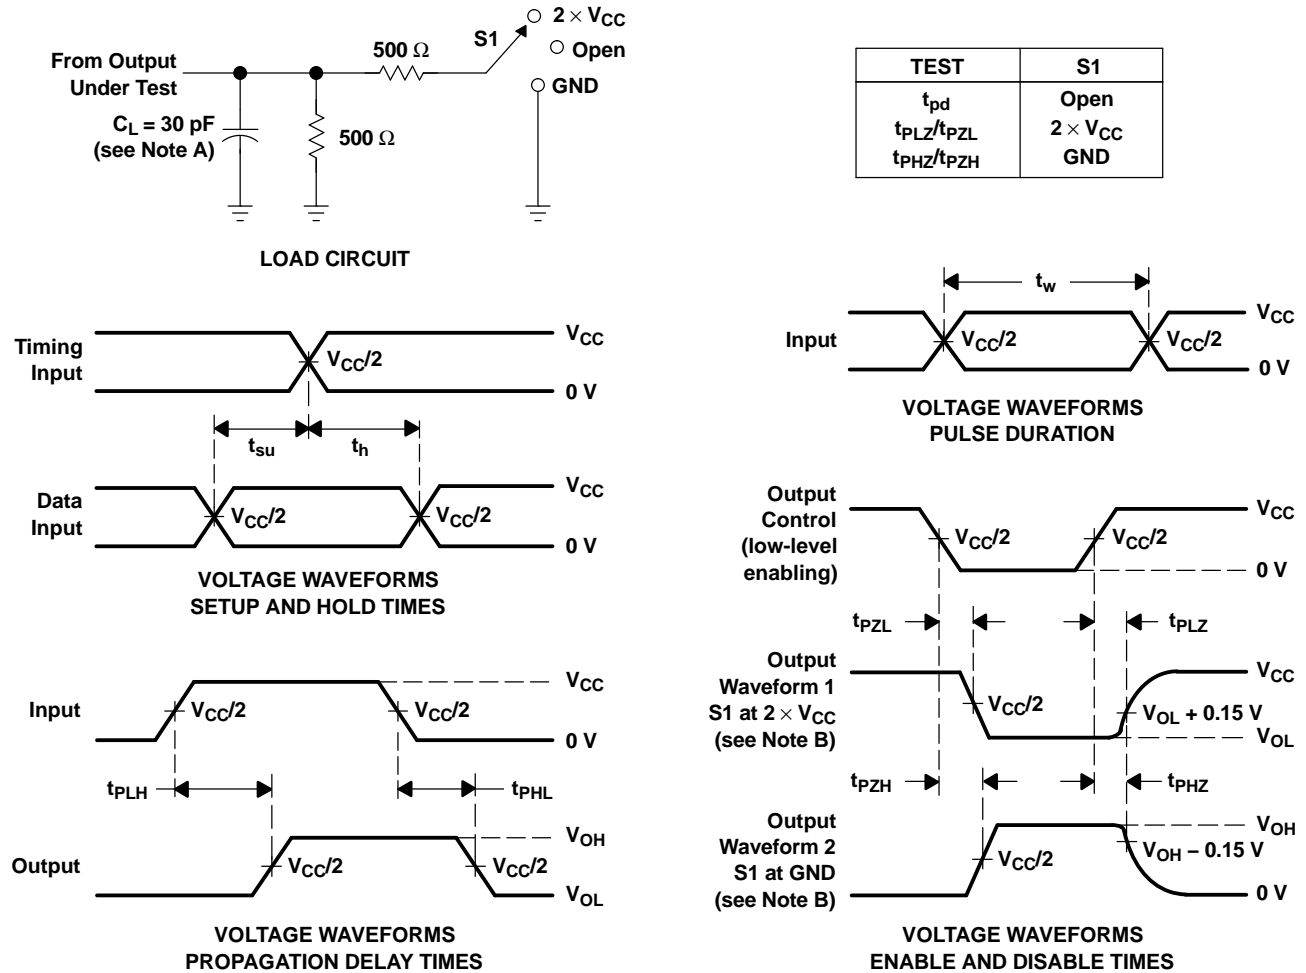 From Output
Under Test
C_L = 30 pF
(see Note A)
500 Ω
500 Ω
S1
2 × V_CC
Open
GND
LOAD CIRCUIT
TEST S1
t_pd Open
t_PLZ/t_PZL 2 × V_CC
t_PHZ/t_PZH GND
Timing
Input
V_CC/2
V_CC
0 V
t_su
t_h
Data
Input
V_CC/2
V_CC/2
V_CC
0 V
VOLTAGE WAVEFORMS
SETUP AND HOLD TIMES
t_w
Input
V_CC/2
V_CC/2
V_CC
0 V
VOLTAGE WAVEFORMS
PULSE DURATION
Input
V_CC/2
V_CC/2
V_CC
0 V
t_PLH
t_PHL
Output
V_CC/2
V_CC/2
V_OH
V_OL
VOLTAGE WAVEFORMS
PROPAGATION DELAY TIMES
Output
Control
(low-level
enabling)
V_CC/2
V_CC/2
V_CC
0 V
t_PZL
t_PLZ
Output
Waveform 1
S1 at 2 × V_CC
(see Note B)
V_CC/2
V_CC
V_OL + 0.15 V
V_OL
t_PZH
t_PHZ
Output
Waveform 2
S1 at GND
(see Note B)
V_CC/2
V_OH
V_OH − 0.15 V
0 V
VOLTAGE WAVEFORMS
ENABLE AND DISABLE TIMES